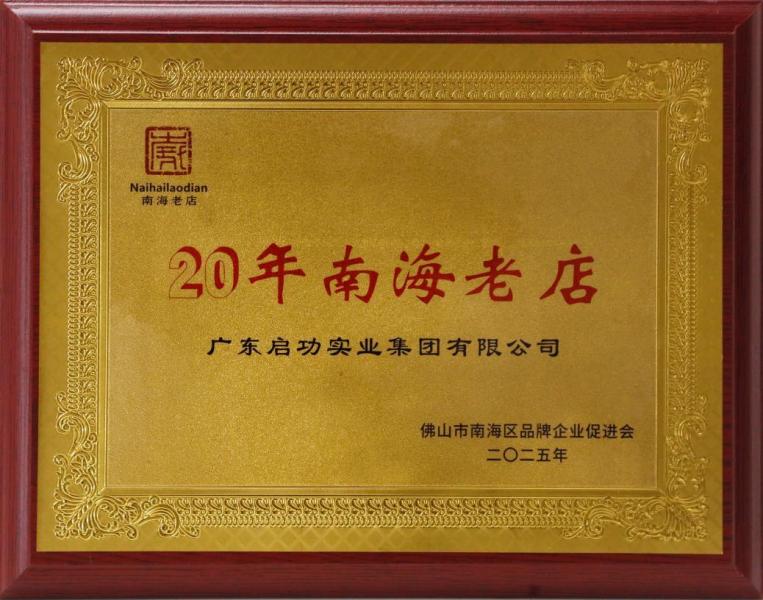 Naihailaodian
南海老店
20年南海老店
广东启功实业集团有限公司
佛山市南海区品牌企业促进会
二〇二五年